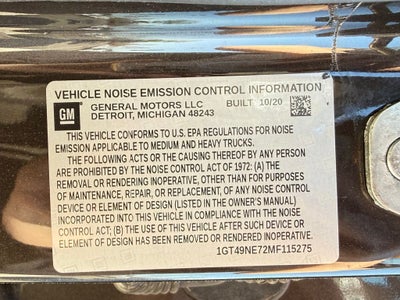 VEHICLE NOISE EMISSION CONTROL INFORMATION
GM
GENERAL MOTORS LLC BUILT 10/20
DETROIT, MICHIGAN 48243
THIS VEHICLE CONFORMS TO U.S. EPA REGULATIONS FOR NOISE
EMISSION APPLICABLE TO MEDIUM AND HEAVY TRUCKS.
THE FOLLOWING ACTS OR THE CAUSING THEREOF BY ANY PERSON
ARE PROHIBITED BY THE NOISE CONTROL ACT OF 1972: (A) THE
REMOVAL OR RENDERING INOPERATIVE, OTHER THAN FOR PURPOSES
OF MAINTENANCE, REPAIR, OR REPLACEMENT, OF ANY NOISE CONTROL
DEVICE OR ELEMENT OF DESIGN (LISTED IN THE OWNER'S MANUAL)
INCORPORATED INTO THIS VEHICLE IN COMPLIANCE WITH THE NOISE
CONTROL ACT; (B) THE USE OF THIS VEHICLE AFTER SUCH DEVICE OR
ELEMENT OF DESIGN HAS BEEN REMOVED OR RENDERED INOPERATIVE.
1GT49NE72MF115275